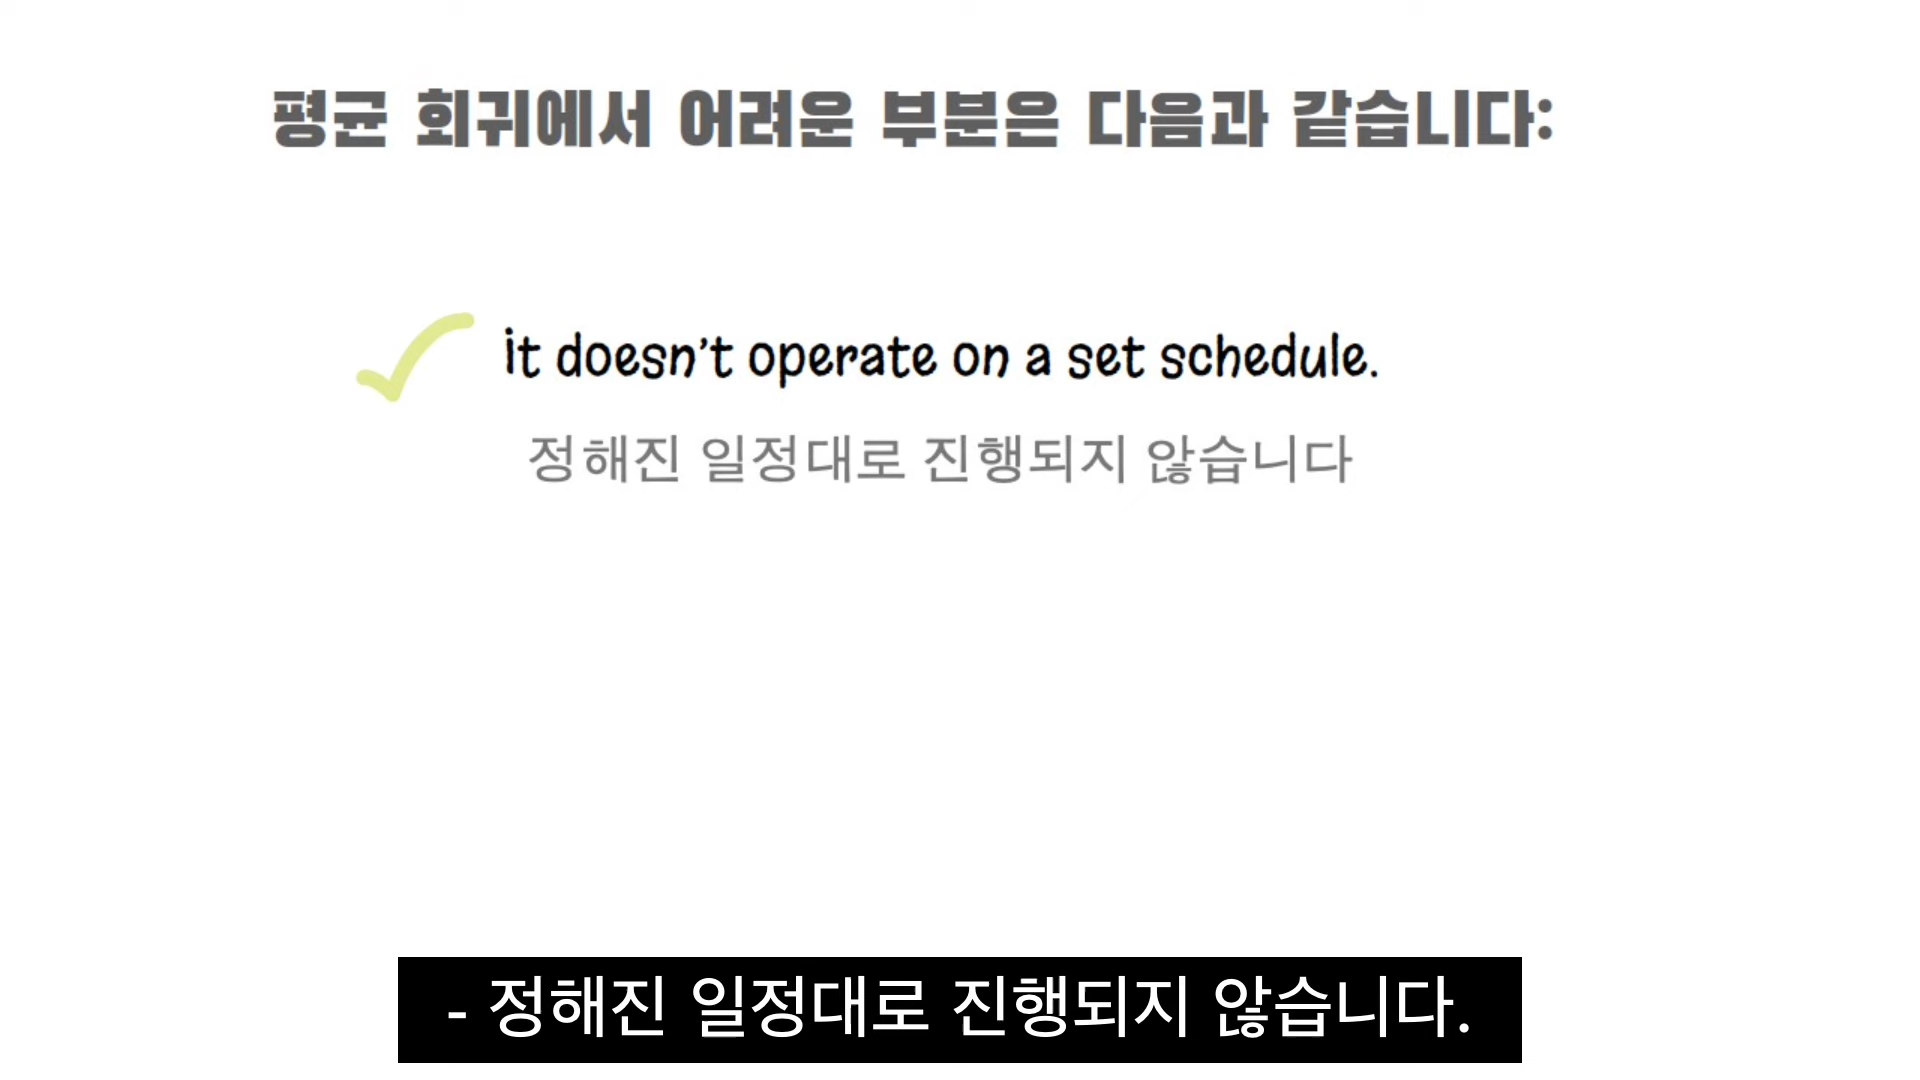 평균 회귀에서 어려운 부분은 다음과 같습니다:
it doesn't operate on a set schedule.
정해진 일정대로 진행되지 않습니다
- 정해진 일정대로 진행되지 않습니다.